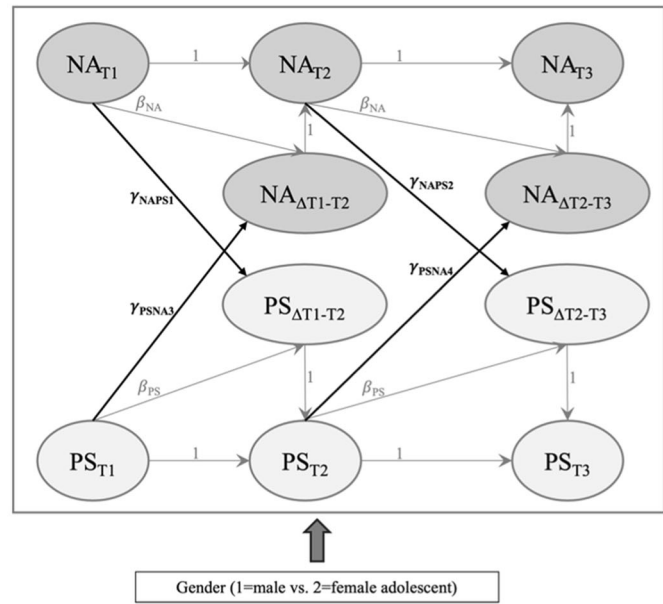 NA_T1 1 NA_T2 1 NA_T3
β_NA β_NA
1 1
NA_ΔT1-T2 NA_ΔT2-T3
γ_NAPS1 γ_NAPS2
γ_PSNA3 γ_PSNA4
PS_ΔT1-T2 PS_ΔT2-T3
β_PS 1 β_PS 1
PS_T1 1 PS_T2 1 PS_T3
Gender (1=male vs. 2=female adolescent)